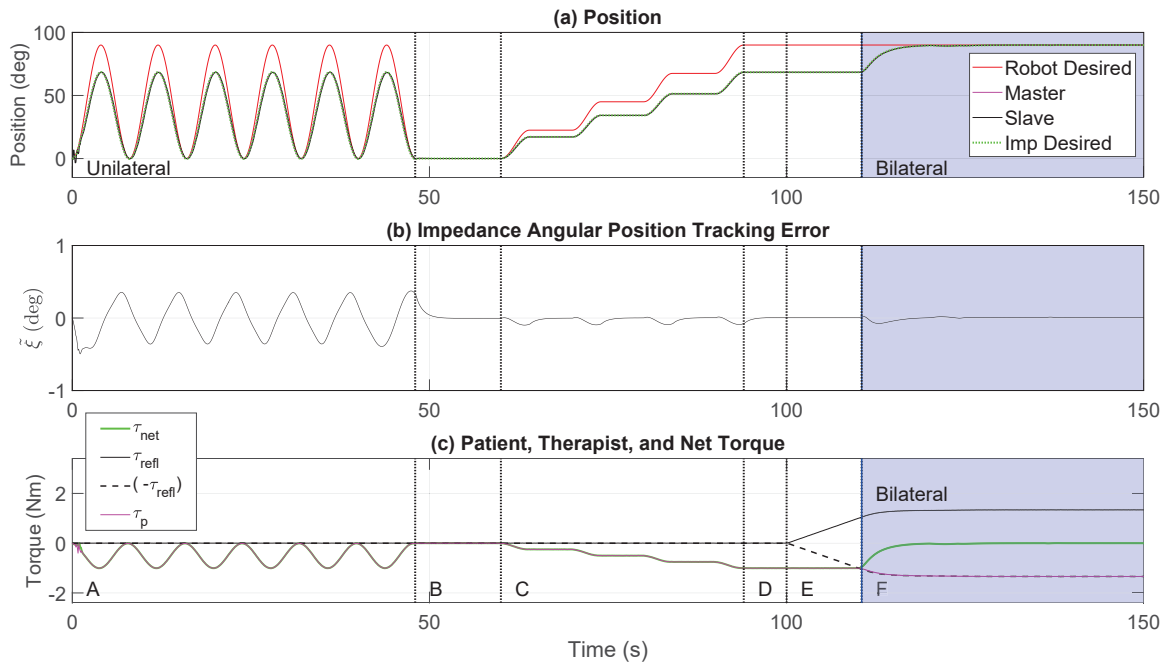 (a) Position
Position (deg)
100
50
0
Unilateral
Bilateral
Robot Desired
Master
Slave
Imp Desired
0
50
100
150
(b) Impedance Angular Position Tracking Error
ξ̃ (deg)
1
0
-1
0
50
100
150
(c) Patient, Therapist, and Net Torque
τnet
τrefl
(-τrefl)
τp
Torque (Nm)
2
0
-2
Bilateral
A
B
C
D
E
F
0
50
100
150
Time (s)